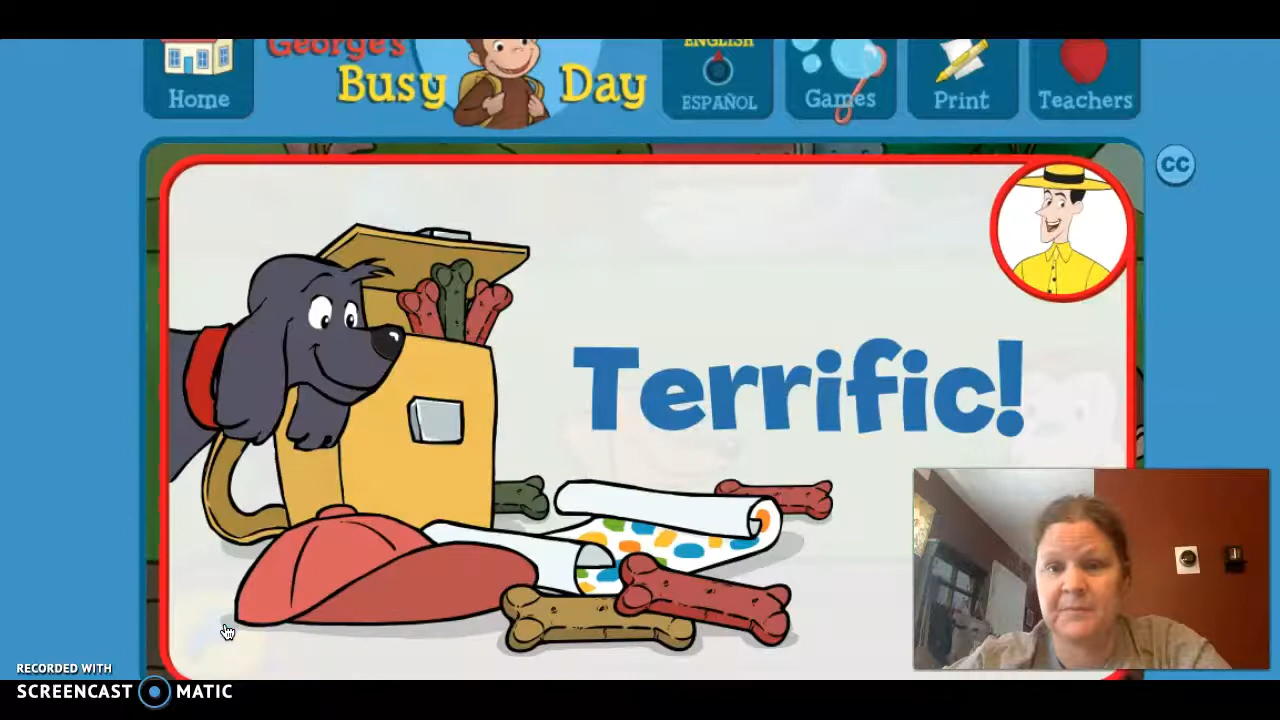 George's
Busy Day
Home
ENGLISH
ESPAÑOL
Games
Print
Teachers
CC
Terrific!
RECORDED WITH
SCREENCAST MATIC